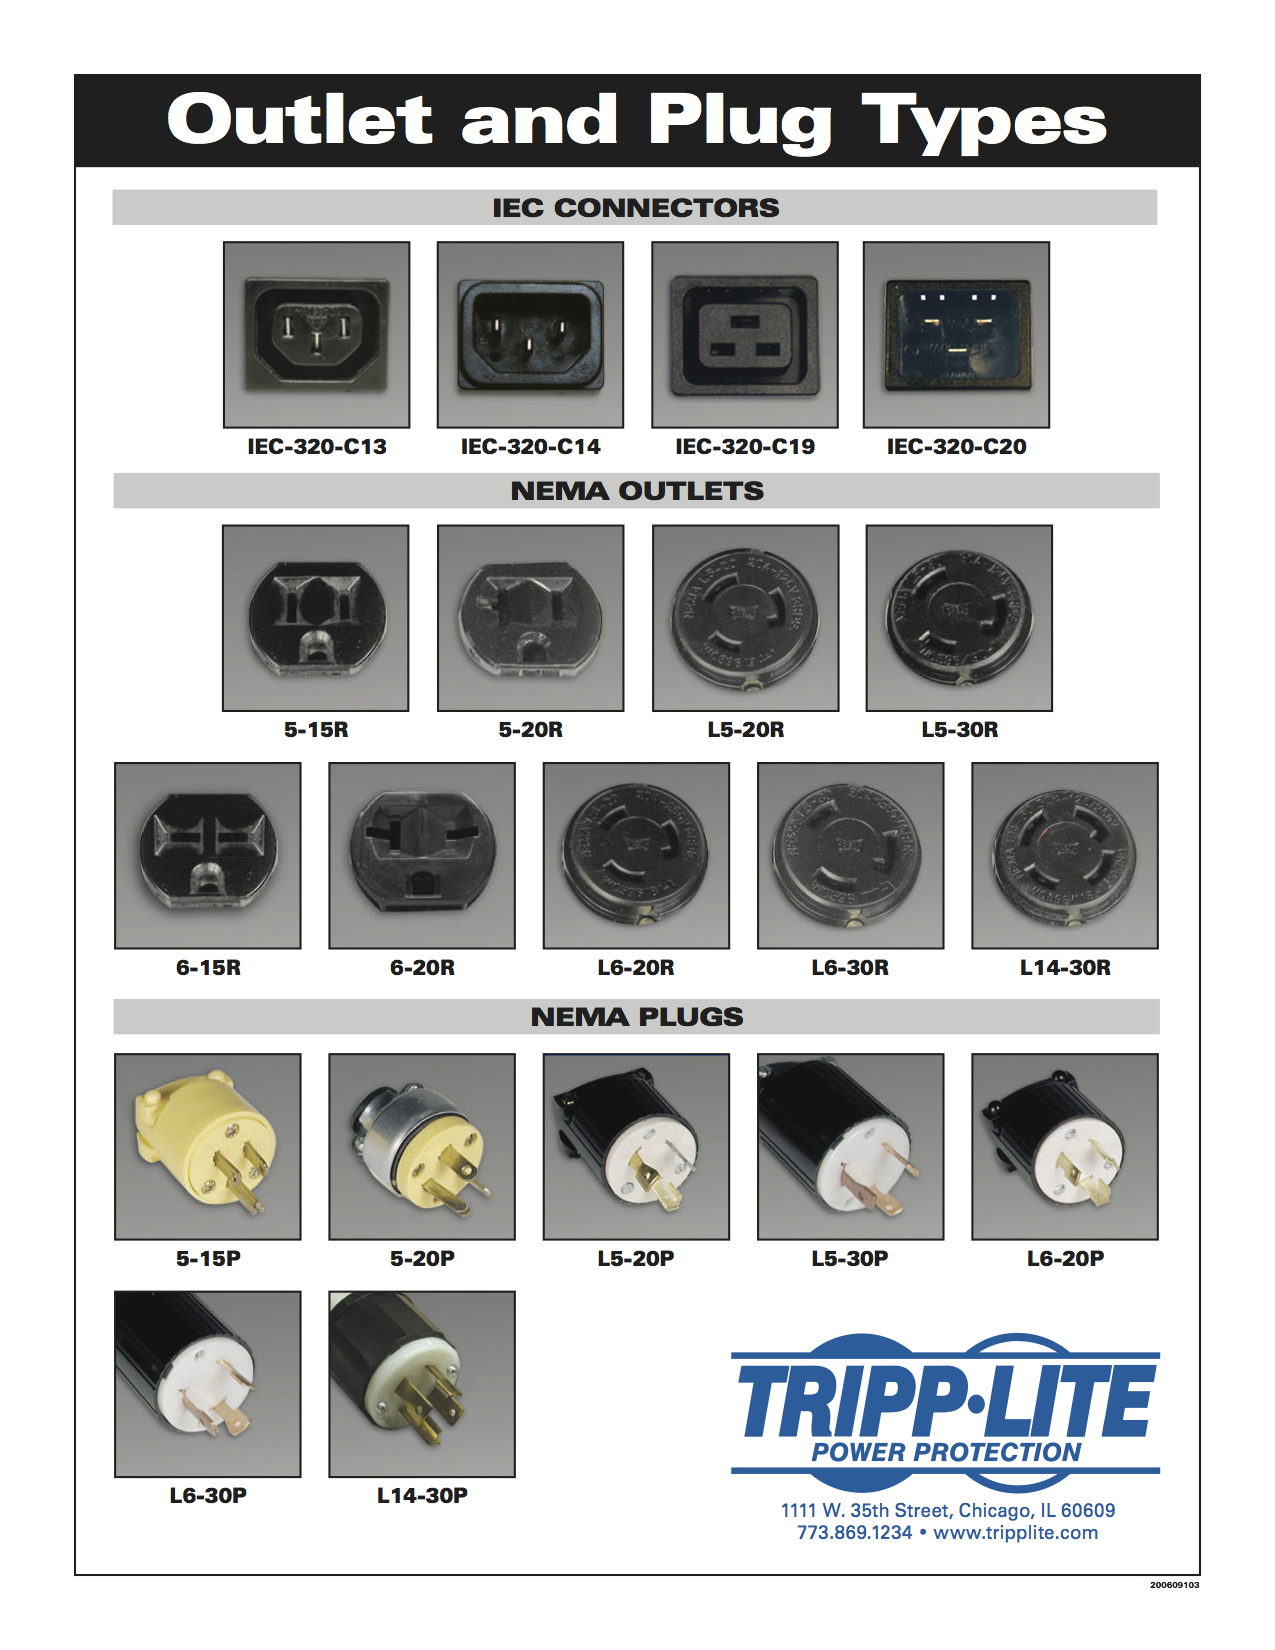 Outlet and Plug Types
IEC CONNECTORS
IEC-320-C13 IEC-320-C14 IEC-320-C19 IEC-320-C20
NEMA OUTLETS
5-15R 5-20R L5-20R L5-30R
6-15R 6-20R L6-20R L6-30R L14-30R
NEMA PLUGS
5-15P 5-20P L5-20P L5-30P L6-20P
L6-30P L14-30P
TRIPP·LITE
POWER PROTECTION
1111 W. 35th Street, Chicago, IL 60609
773.869.1234 • www.tripplite.com
200609103